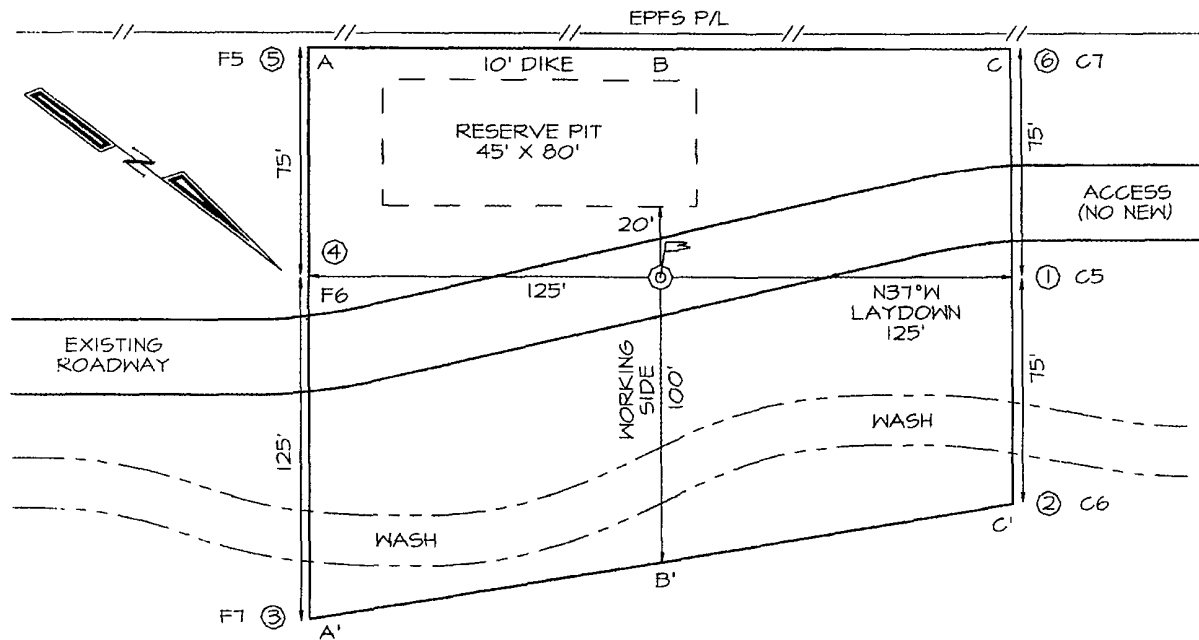 EPFS P/L
F5 ⑤ A
10' DIKE
B
C ⑥ C7
RESERVE PIT
45' X 80'
75'
75'
N
ACCESS
(NO NEW)
20'
④
F6
125'
① C5
N37°W
LAYDOWN
125'
EXISTING
ROADWAY
WORKING
SIDE
100'
75'
125'
WASH
WASH
C' ② C6
B'
F7 ③ A'